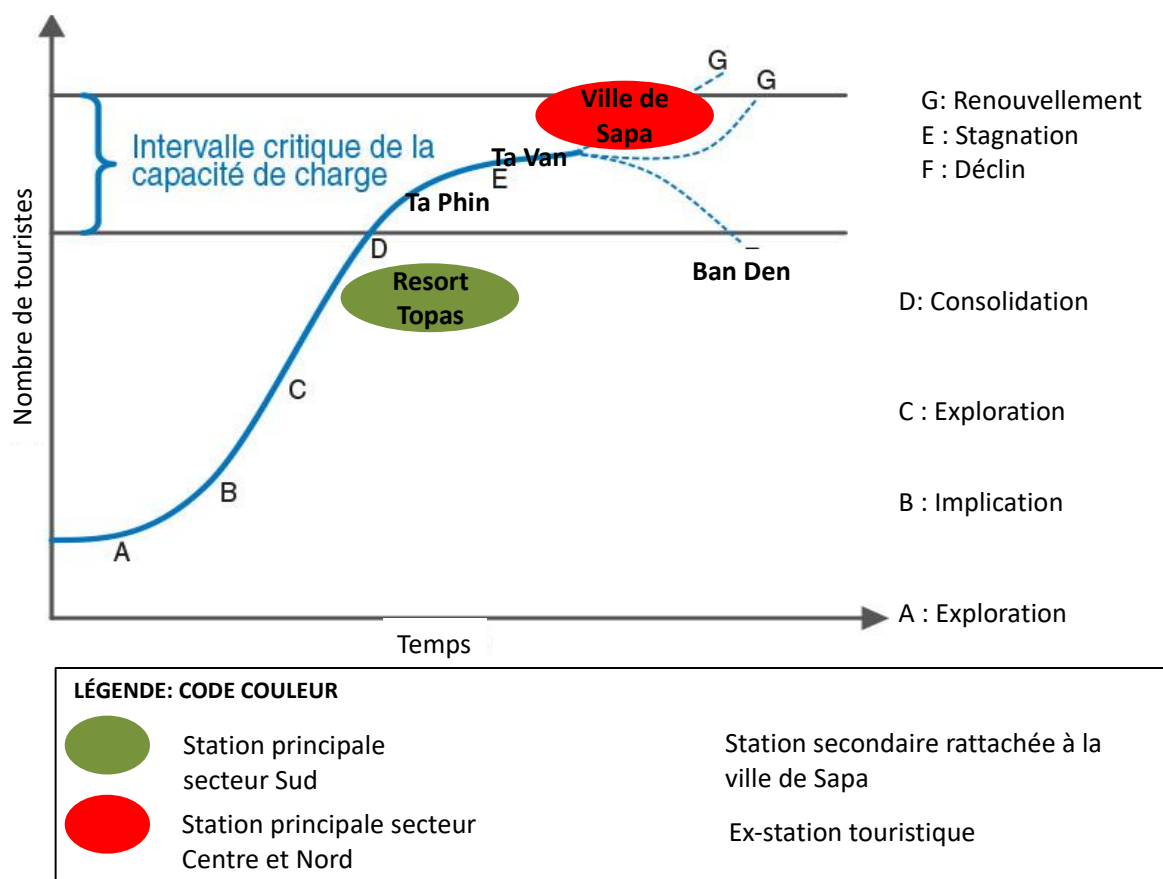 G
G
Ville de
Sapa
Intervalle critique de la
capacité de charge
Ta Van
E
Ta Phin
D
Ban Den
Resort
Topas
C
B
A
Nombre de touristes
Temps
G: Renouvellement
E : Stagnation
F : Déclin
D: Consolidation
C : Exploration
B : Implication
A : Exploration
LÉGENDE: CODE COULEUR
Station principale
secteur Sud
Station principale secteur
Centre et Nord
Station secondaire rattachée à la
ville de Sapa
Ex-station touristique